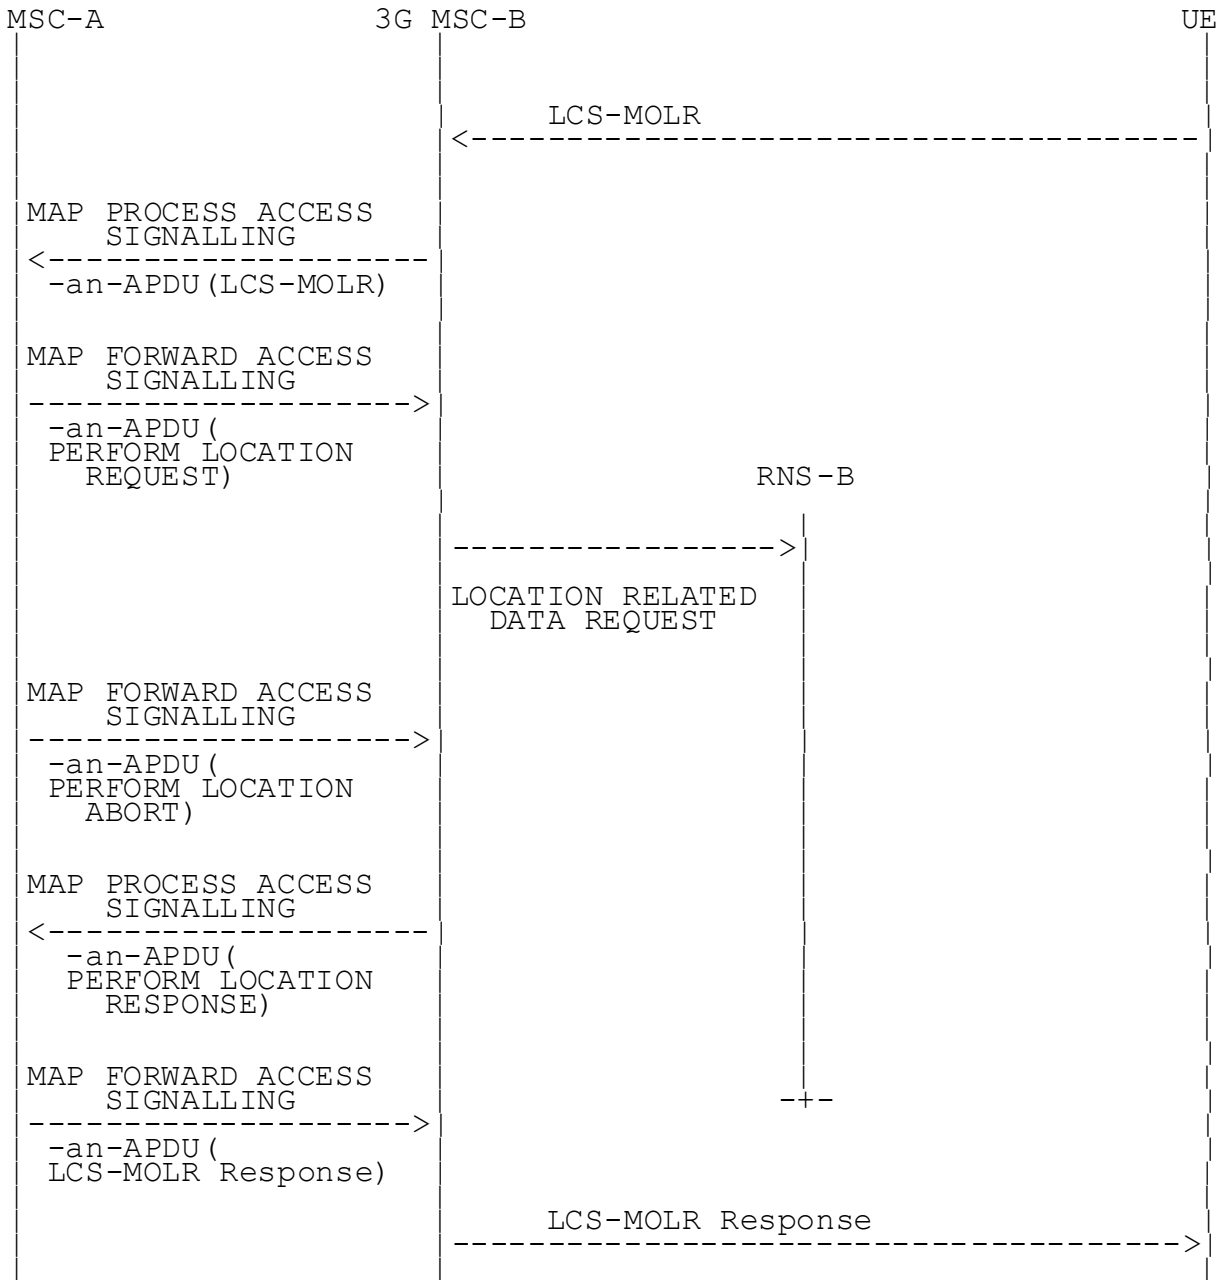 MSC-A 3G MSC-B UE
LCS-MOLR
<--------------------------------------
MAP PROCESS ACCESS
SIGNALLING
<--------------------
-an-APDU(LCS-MOLR)
MAP FORWARD ACCESS
SIGNALLING
-------------------->
-an-APDU(
PERFORM LOCATION
REQUEST)
RNS-B
----------------->
LOCATION RELATED
DATA REQUEST
MAP FORWARD ACCESS
SIGNALLING
-------------------->
-an-APDU(
PERFORM LOCATION
ABORT)
MAP PROCESS ACCESS
SIGNALLING
<--------------------
-an-APDU(
PERFORM LOCATION
RESPONSE)
MAP FORWARD ACCESS
SIGNALLING
-+-
-------------------->
-an-APDU(
LCS-MOLR Response)
LCS-MOLR Response
-------------------------------------->